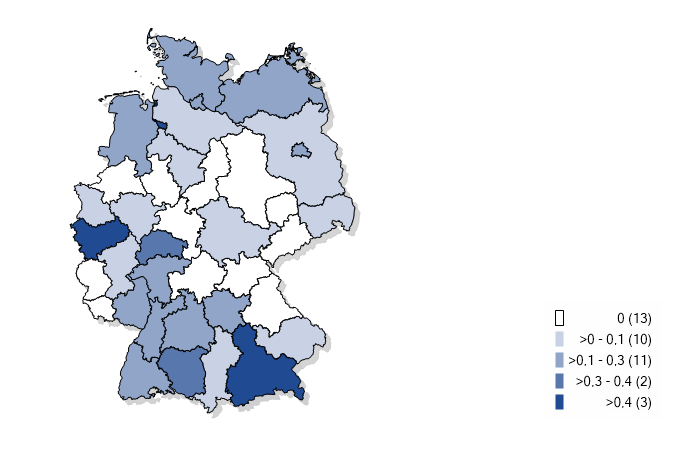 0 (13)
>0 - 0,1 (10)
>0,1 - 0,3 (11)
>0,3 - 0,4 (2)
>0,4 (3)